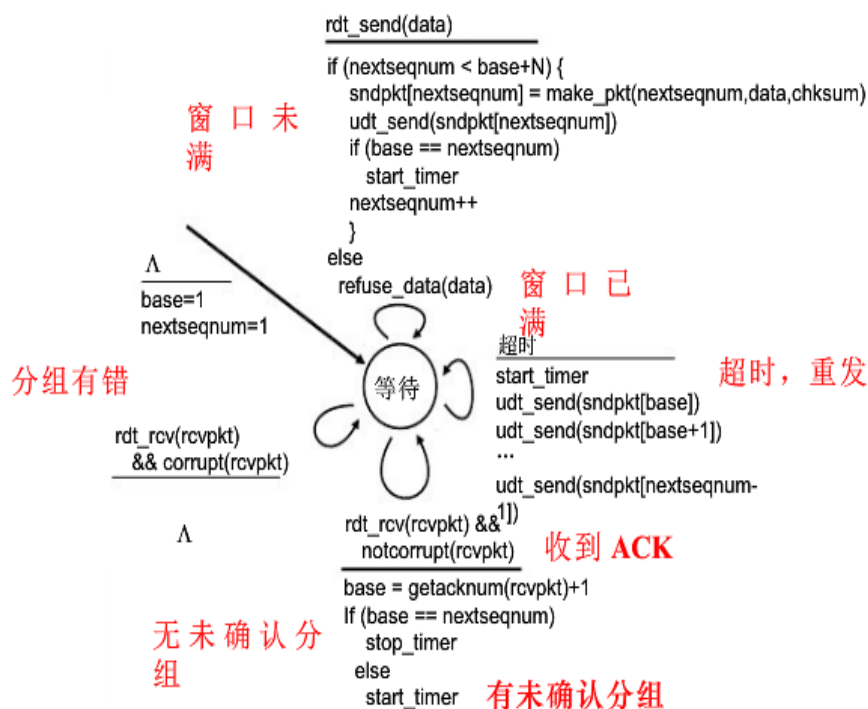 rdt_send(data)
if (nextseqnum < base+N) {
sndpkt[nextseqnum] = make_pkt(nextseqnum,data,chksum)
udt_send(sndpkt[nextseqnum])
if (base == nextseqnum)
start_timer
nextseqnum++
}
else
refuse_data(data)
窗口未
满
窗口已
满
Λ
base=1
nextseqnum=1
等待
超时
start_timer
udt_send(sndpkt[base])
udt_send(sndpkt[base+1])
...
udt_send(sndpkt[nextseqnum-
1])
超时，重发
分组有错
rdt_rcv(rcvpkt)
&& corrupt(rcvpkt)
Λ
rdt_rcv(rcvpkt) &&
notcorrupt(rcvpkt)
收到 ACK
base = getacknum(rcvpkt)+1
If (base == nextseqnum)
stop_timer
else
start_timer
无未确认分
组
有未确认分组